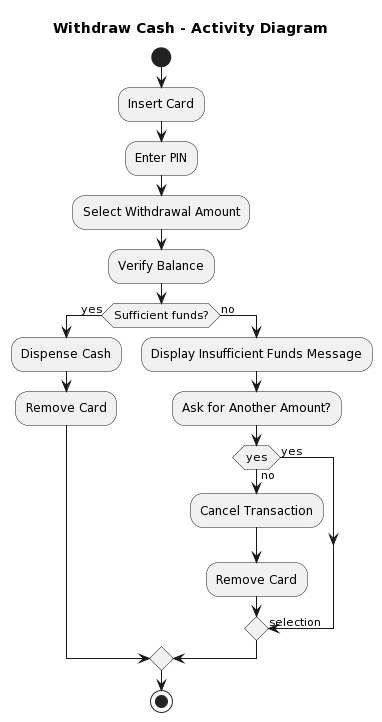 Withdraw Cash - Activity Diagram
Insert Card
Enter PIN
Select Withdrawal Amount
Verify Balance
yes
Sufficient funds?
no
Dispense Cash
Display Insufficient Funds Message
Remove Card
Ask for Another Amount?
yes
yes
no
Cancel Transaction
Remove Card
selection